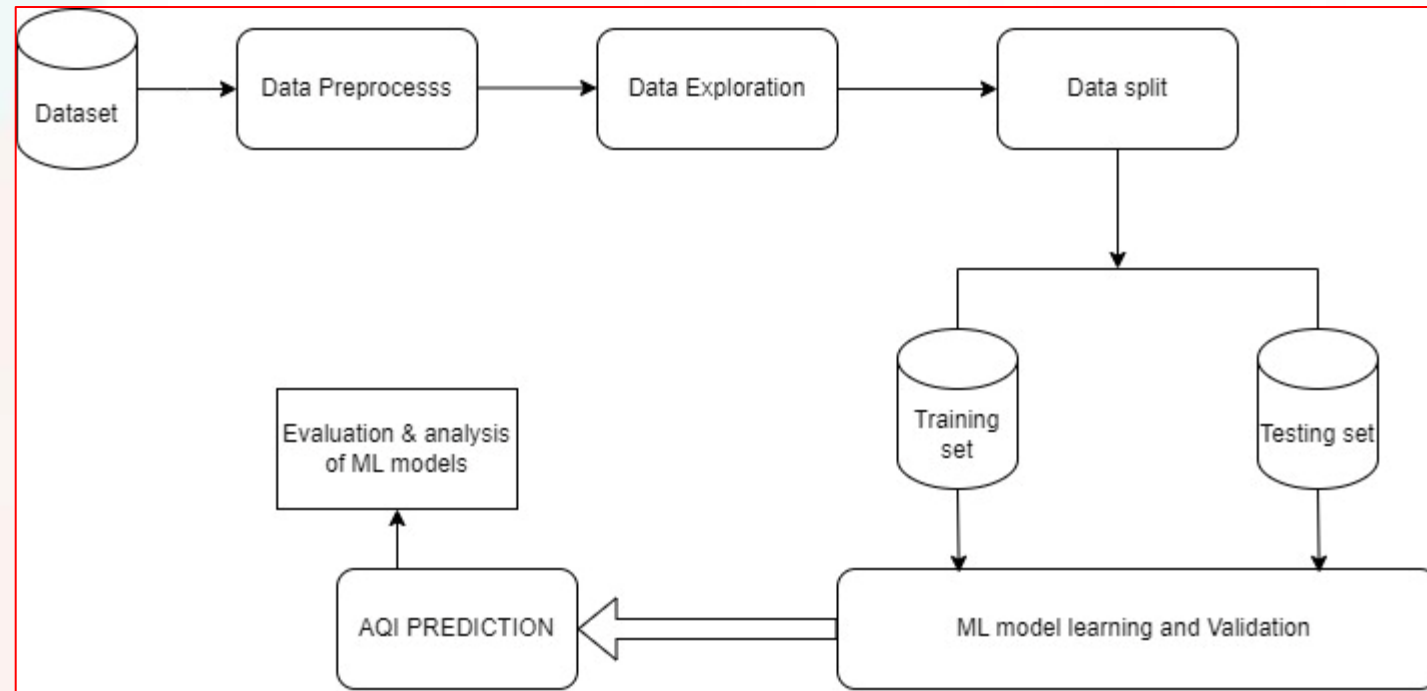 Dataset
Data Preprocesss
Data Exploration
Data split
Training
set
Testing set
Evaluation & analysis
of ML models
AQI PREDICTION
ML model learning and Validation